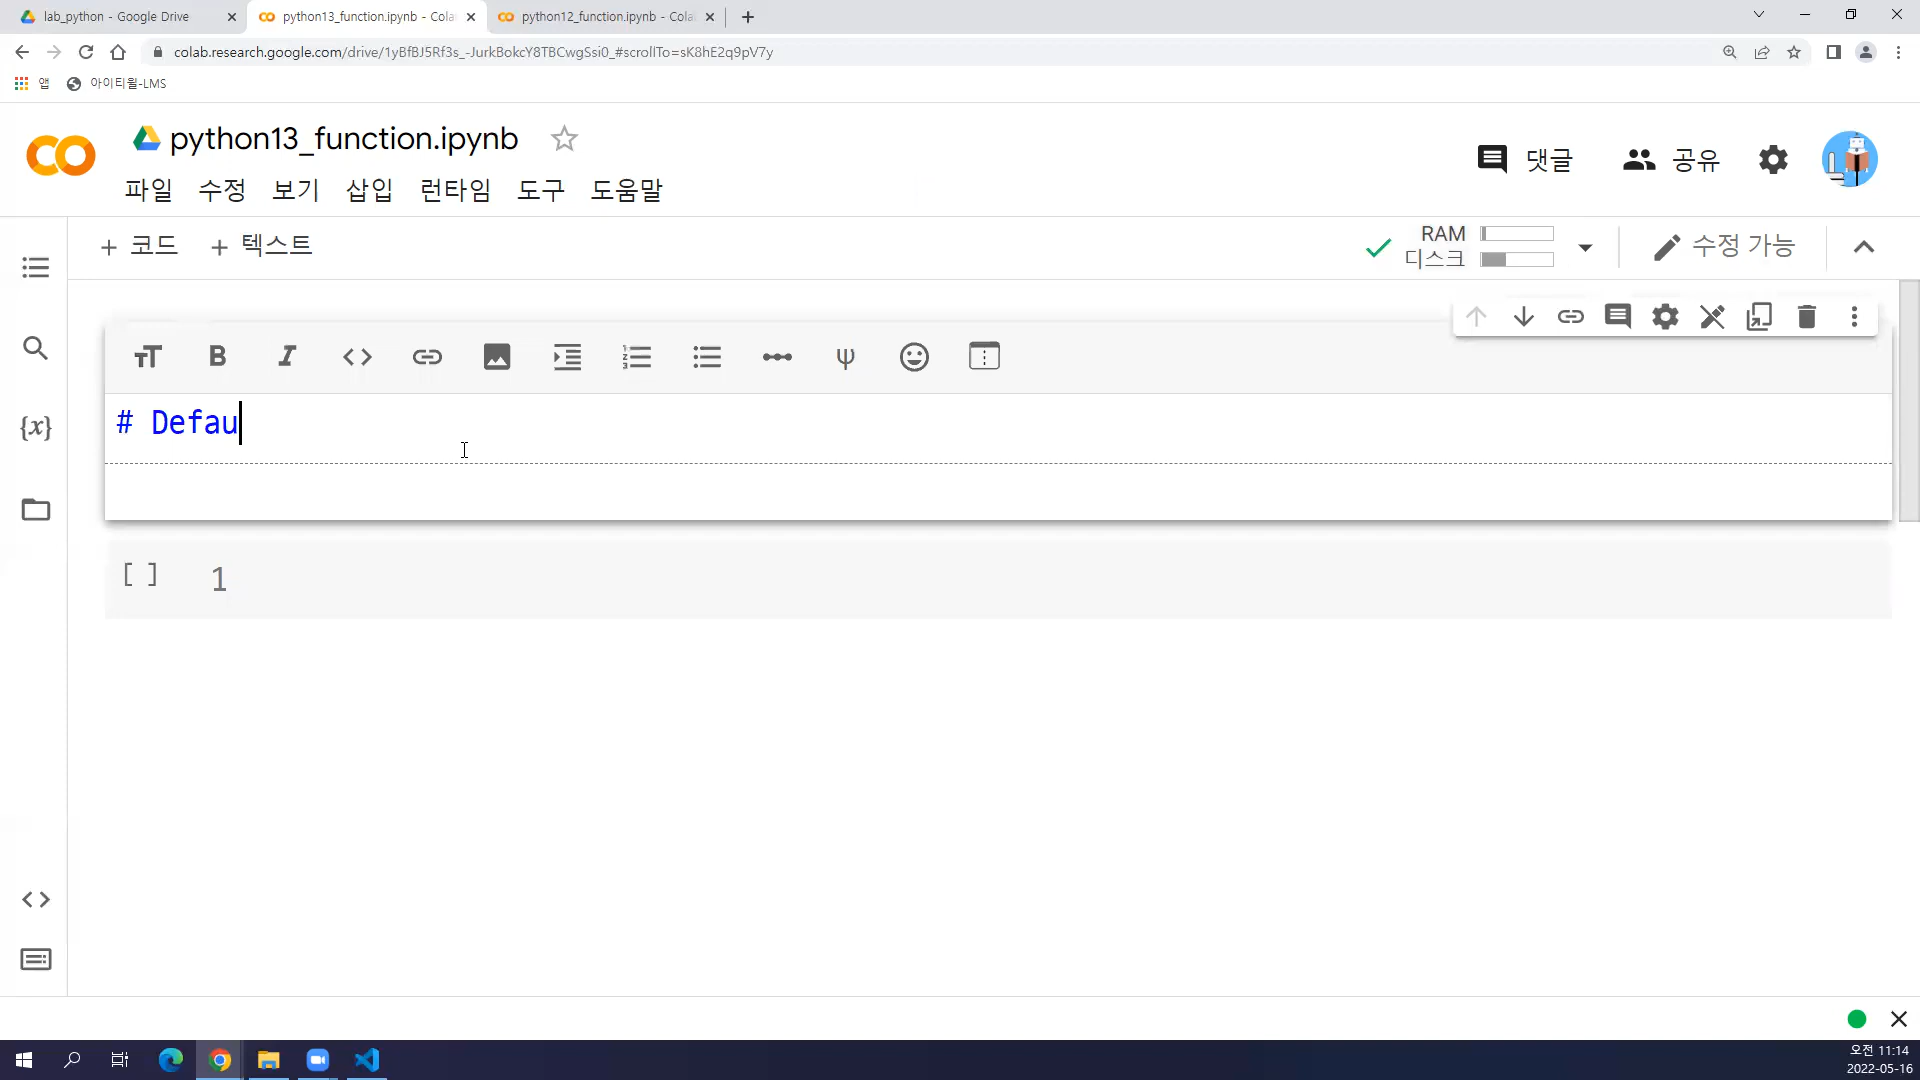 lab_python - Google Drive
python13_function.ipynb - Cola
python12_function.ipynb - Cola
colab.research.google.com/drive/1yBfBJ5Rf3s_-JurkBokcY8TBCwgSsi0_#scrollTo=sK8hE2q9pV7y
앱
아이티윌-LMS
python13_function.ipynb
댓글
공유
파일 수정 보기 삽입 런타임 도구 도움말
+ 코드 + 텍스트
RAM
디스크
수정 가능
# Defau
[ ] 1
오전 11:14
2022-05-16